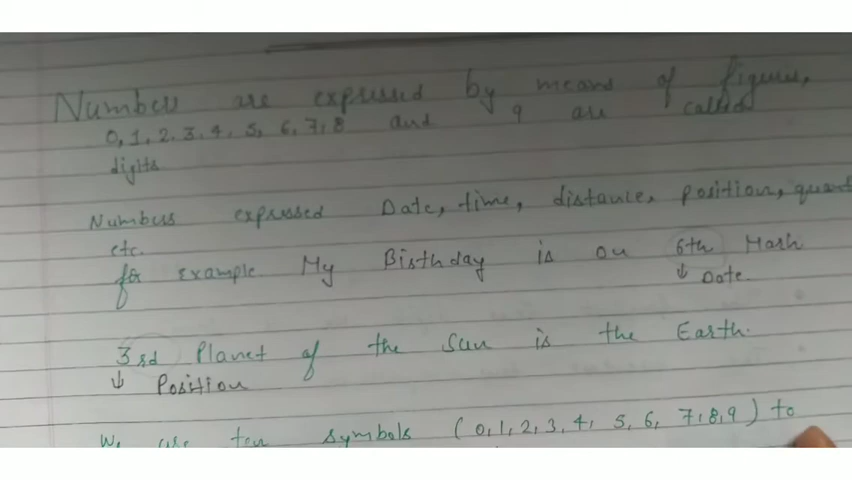 Numbers are expressed by means of figures,
0, 1, 2, 3, 4, 5, 6, 7, 8 and 9 are called
digits
Numbers expressed Date, time, distance, position, quant
etc.
for Example My Birthday is on 6th Mash
↓ Date
3rd Planet of the Sun is the Earth.
↓ Position
use ten symbols (0, 1, 2, 3, 4, 5, 6, 7, 8, 9) to